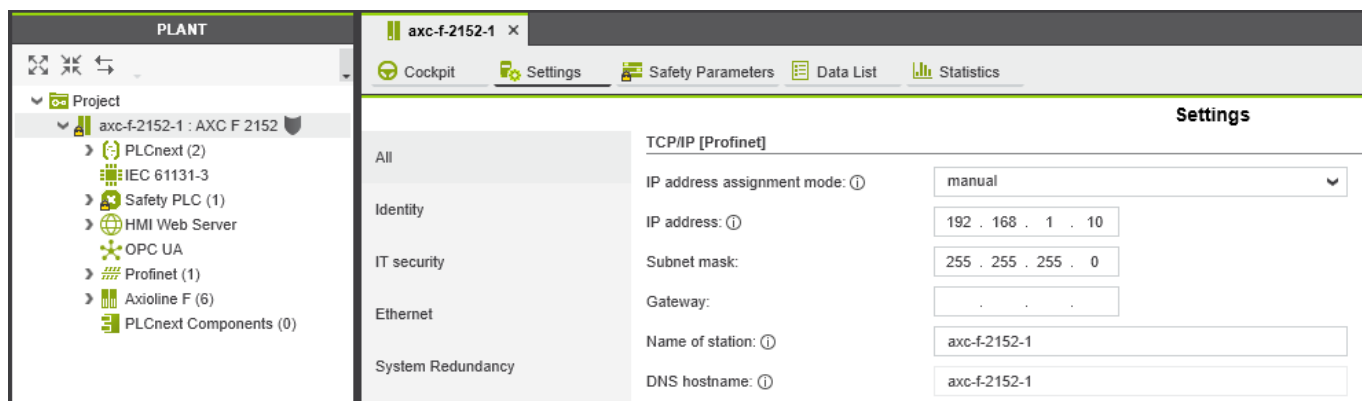 PLANT
Project
axc-f-2152-1 : AXC F 2152
PLCnext (2)
IEC 61131-3
Safety PLC (1)
HMI Web Server
OPC UA
Profinet (1)
Axioline F (6)
PLCnext Components (0)
axc-f-2152-1
Cockpit Settings Safety Parameters Data List Statistics
Settings
All
Identity
IT security
Ethernet
System Redundancy
TCP/IP [Profinet]
IP address assignment mode: manual
IP address: 192 . 168 . 1 . 10
Subnet mask: 255 . 255 . 255 . 0
Gateway: . . .
Name of station: axc-f-2152-1
DNS hostname: axc-f-2152-1